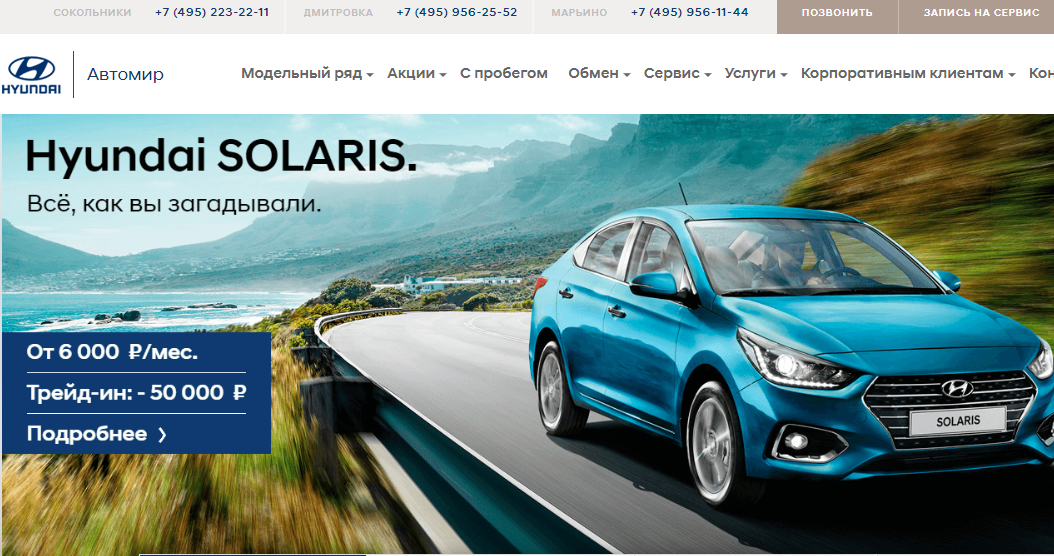 СОКОЛЬНИКИ +7 (495) 223-22-11 ДМИТРОВКА +7 (495) 956-25-52 МАРЬИНО +7 (495) 956-11-44 ПОЗВОНИТЬ ЗАПИСЬ НА СЕРВИС
HYUNDAI Автомир Модельный ряд Акции С пробегом Обмен Сервис Услуги Корпоративным клиентам Кон
Hyundai SOLARIS.
Всё, как вы загадывали.
От 6 000 ₽/мес.
Трейд-ин: - 50 000 ₽
Подробнее
SOLARIS